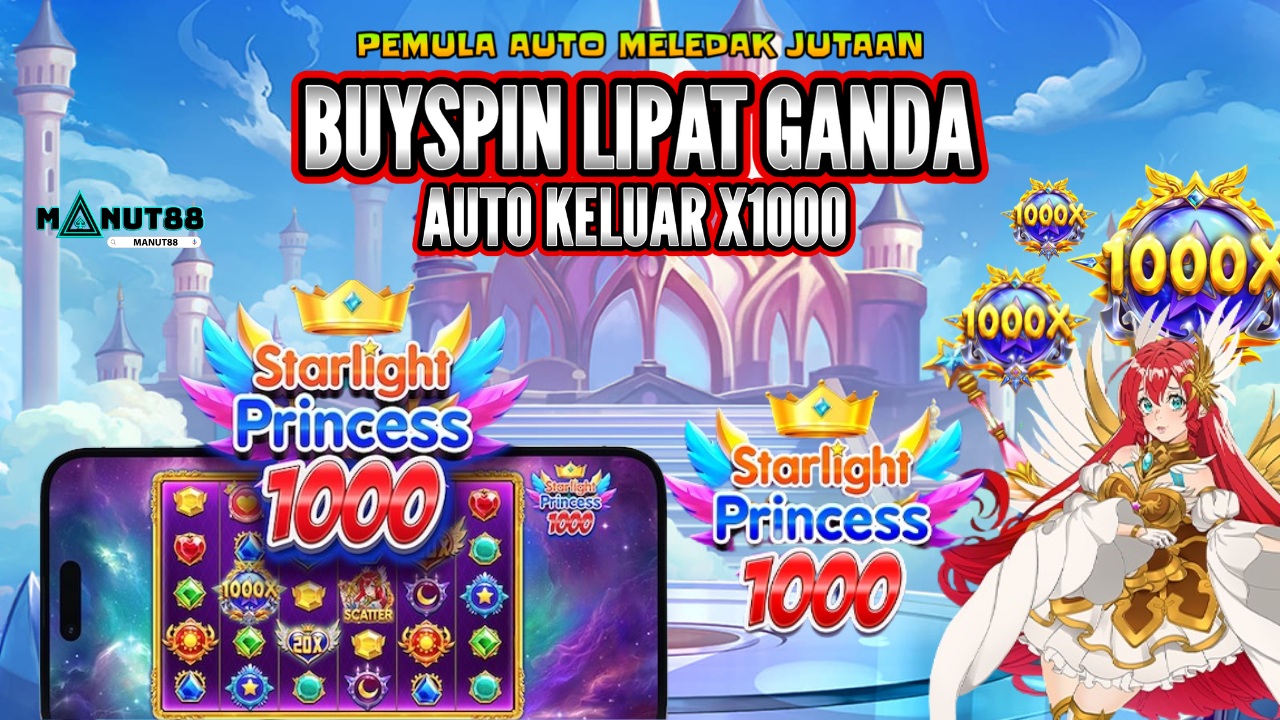 PEMULA AUTO MELEDAK JUTAAN
BUYSPIN LIPAT GANDA
AUTO KELUAR X1000
MANUT88
MANUT88
1000X
1000X
1000X
Starlight
Princess
1000
Starlight
Princess
1000
Starlight
Princess
1000
1000X
SCATTER
20X